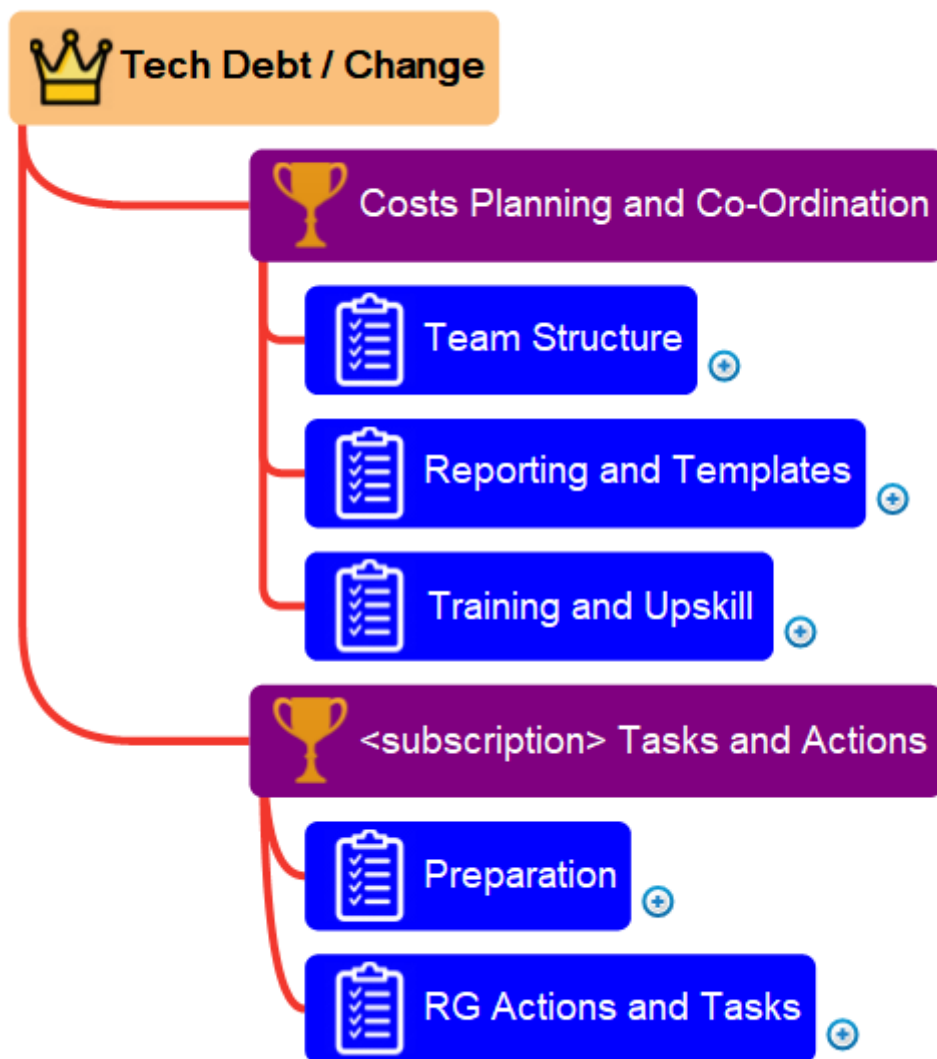 Tech Debt / Change
Costs Planning and Co-Ordination
Team Structure
Reporting and Templates
Training and Upskill
<subscription> Tasks and Actions
Preparation
RG Actions and Tasks